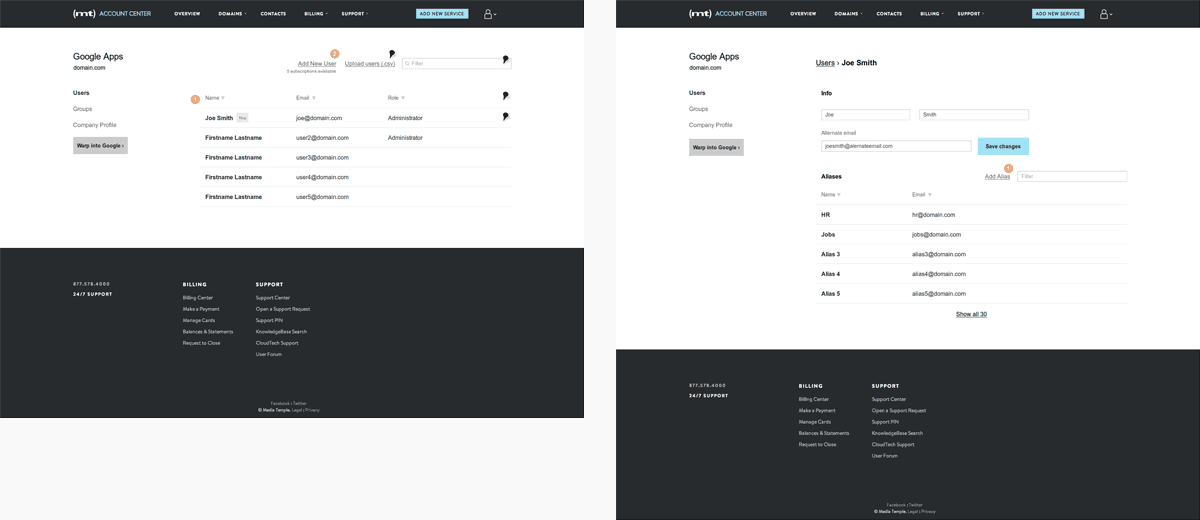 (mt) ACCOUNT CENTER OVERVIEW DOMAINS CONTACTS BILLING SUPPORT ADD NEW SERVICE
Google Apps
domain.com
2
Add New User Upload users (.csv) Filter
5 subscriptions available
Users
Groups
Company Profile
Warp into Google ›
1 Name Email Role
Joe Smith You joe@domain.com Administrator
Firstname Lastname user2@domain.com Administrator
Firstname Lastname user3@domain.com
Firstname Lastname user4@domain.com
Firstname Lastname user5@domain.com
877.578.4000
24/7 SUPPORT
BILLING
Billing Center
Make a Payment
Manage Cards
Balances & Statements
Request to Close
SUPPORT
Support Center
Open a Support Request
Support PIN
KnowledgeBase Search
CloudTech Support
User Forum
Facebook | Twitter
© Media Temple. Legal | Privacy
(mt) ACCOUNT CENTER OVERVIEW DOMAINS CONTACTS BILLING SUPPORT ADD NEW SERVICE
Google Apps
domain.com
Users
Groups
Company Profile
Warp into Google ›
Users › Joe Smith
Info
Joe Smith
Alternate email
joesmith@alernateemail.com Save changes
1
Aliases Add Alias Filter
Name Email
HR hr@domain.com
Jobs jobs@domain.com
Alias 3 alias3@domain.com
Alias 4 alias4@domain.com
Alias 5 alias5@domain.com
Show all 30
877.578.4000
24/7 SUPPORT
BILLING
Billing Center
Make a Payment
Manage Cards
Balances & Statements
Request to Close
SUPPORT
Support Center
Open a Support Request
Support PIN
KnowledgeBase Search
CloudTech Support
User Forum
Facebook | Twitter
© Media Temple. Legal | Privacy